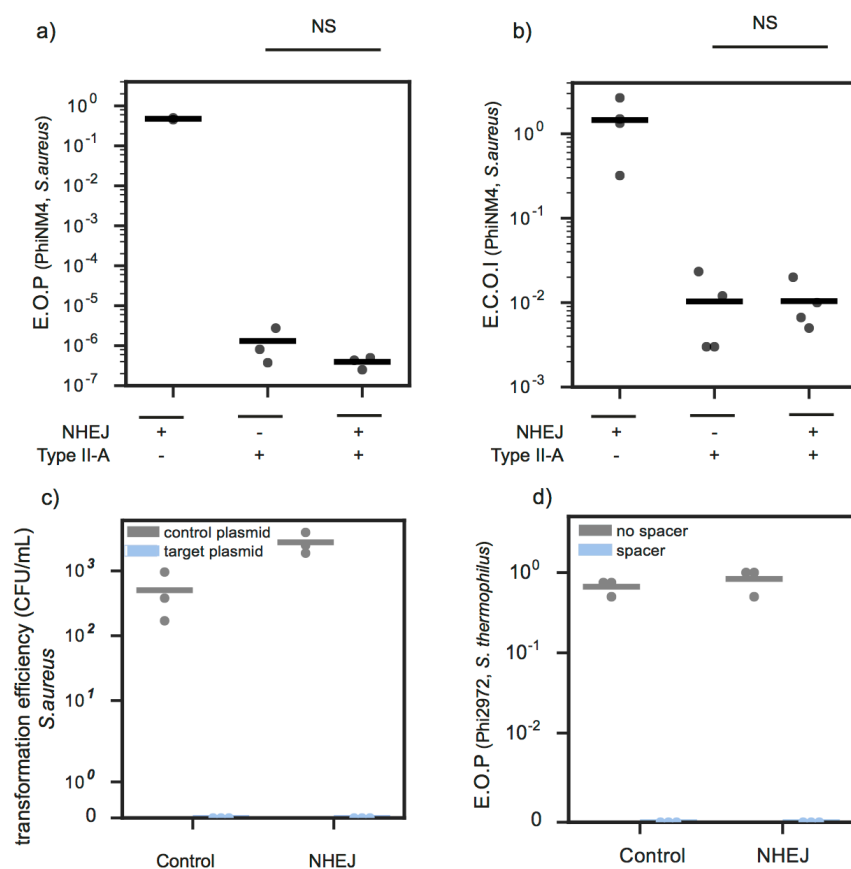 a)
NS
E.O.P (PhiNM4, S.aureus)
10^0
10^-1
10^-2
10^-3
10^-4
10^-5
10^-6
10^-7
NHEJ + - +
Type II-A - + +
b)
NS
E.C.O.I (PhiNM4, S.aureus)
10^0
10^-1
10^-2
10^-3
NHEJ + - +
Type II-A - + +
c)
control plasmid
target plasmid
transformation efficiency (CFU/mL)
S.aureus
10^3
10^2
10^1
10^0
0
Control NHEJ
d)
no spacer
spacer
E.O.P (Phi2972, S. thermophilus)
10^0
10^-1
10^-2
0
Control NHEJ